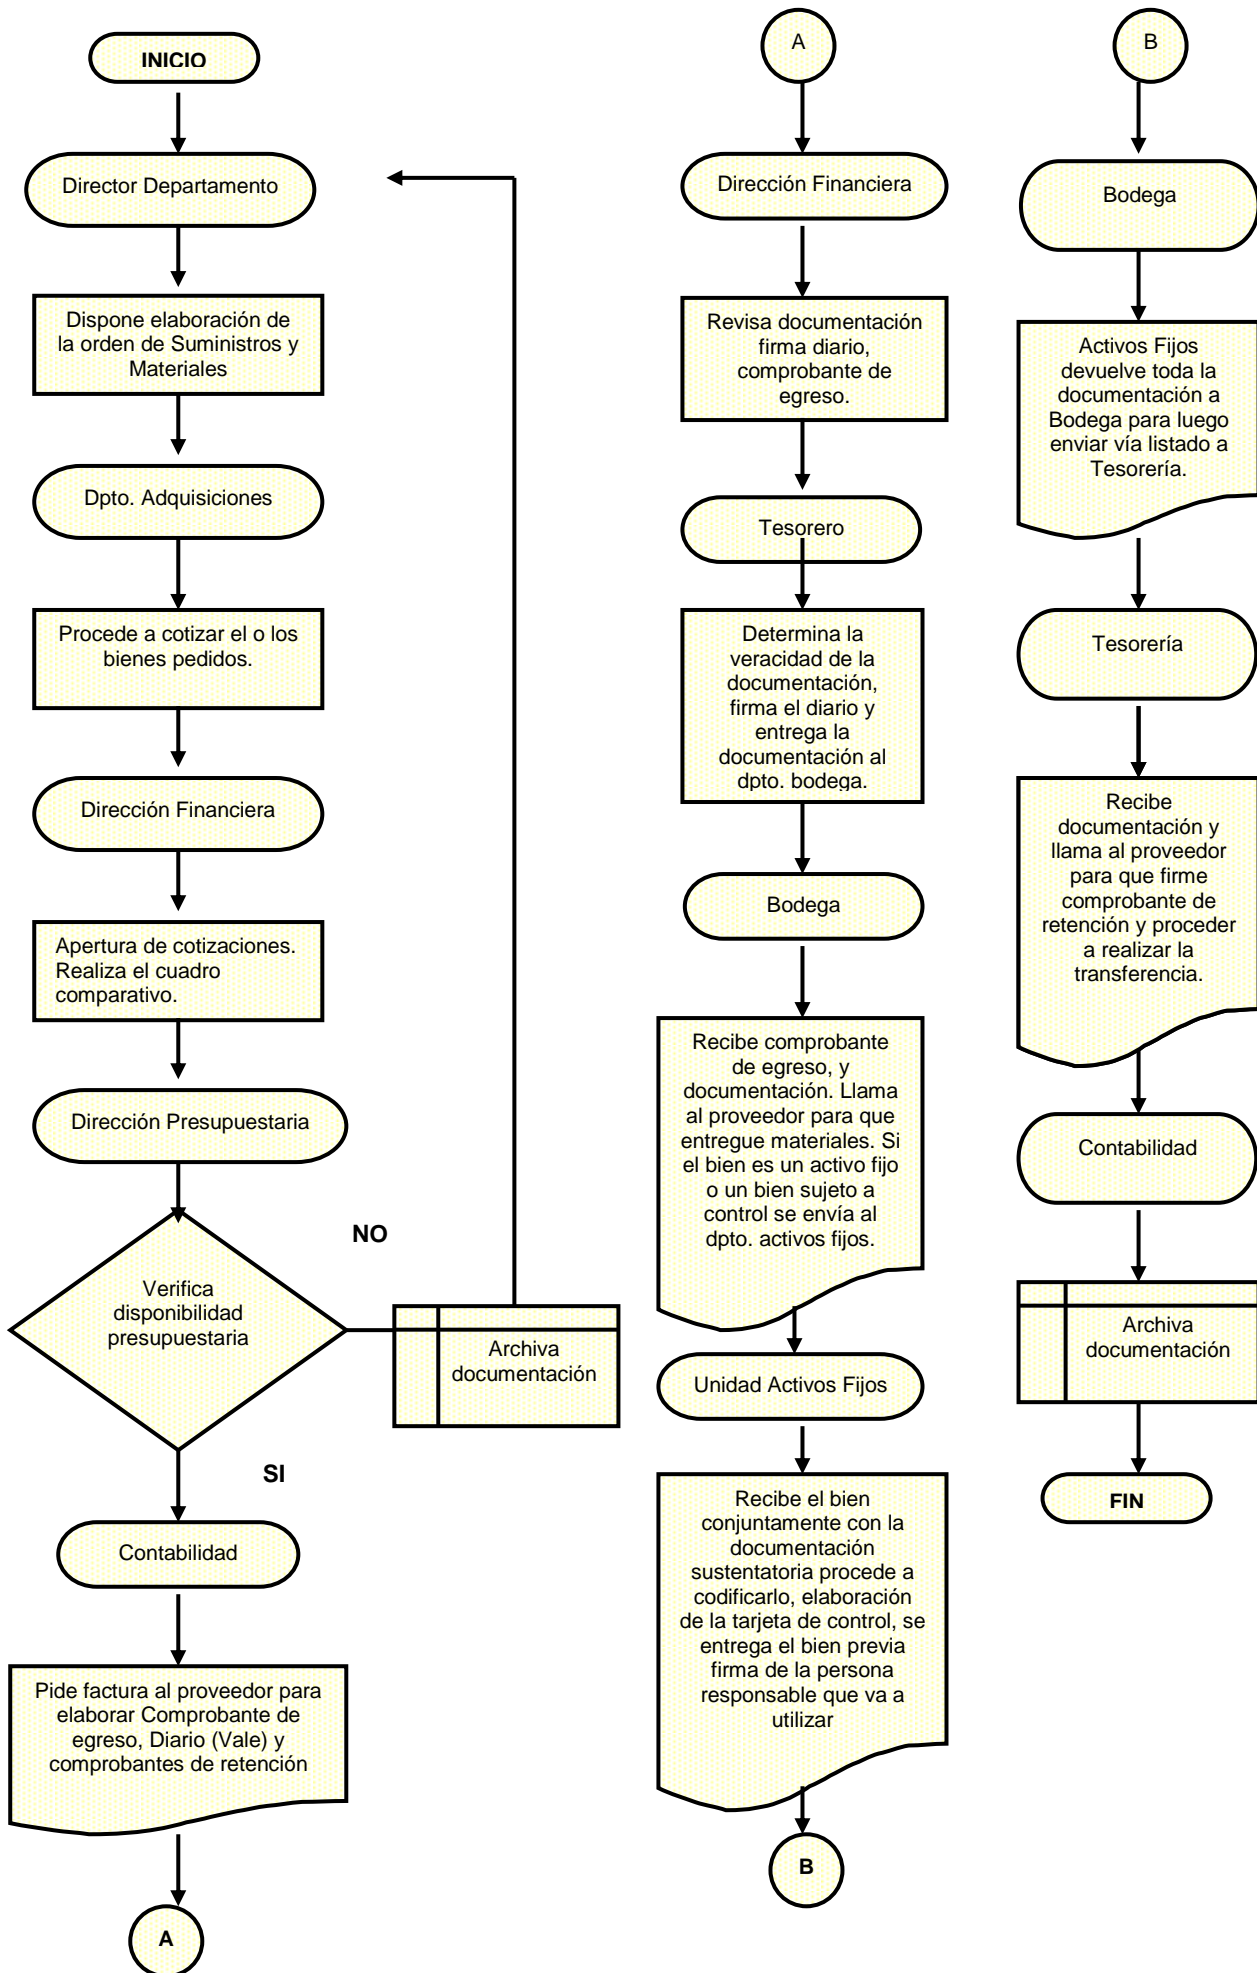 INICIO
Director Departamento
Dispone elaboración de
la orden de Suministros y
Materiales
Dpto. Adquisiciones
Procede a cotizar el o los
bienes pedidos.
Dirección Financiera
Apertura de cotizaciones.
Realiza el cuadro
comparativo.
Dirección Presupuestaria
NO
Verifica
disponibilidad
presupuestaria
Archiva
documentación
SI
Contabilidad
Pide factura al proveedor para
elaborar Comprobante de
egreso, Diario (Vale) y
comprobantes de retención
A
A
Dirección Financiera
Revisa documentación
firma diario,
comprobante de
egreso.
Tesorero
Determina la
veracidad de la
documentación,
firma el diario y
entrega la
documentación al
dpto. bodega.
Bodega
Recibe comprobante
de egreso, y
documentación. Llama
al proveedor para que
entregue materiales. Si
el bien es un activo fijo
o un bien sujeto a
control se envía al
dpto. activos fijos.
Unidad Activos Fijos
Recibe el bien
conjuntamente con la
documentación
sustentatoria procede a
codificarlo, elaboración
de la tarjeta de control, se
entrega el bien previa
firma de la persona
responsable que va a
utilizar
B
B
Bodega
Activos Fijos
devuelve toda la
documentación a
Bodega para luego
enviar vía listado a
Tesorería.
Tesorería
Recibe
documentación y
llama al proveedor
para que firme
comprobante de
retención y proceder
a realizar la
transferencia.
Contabilidad
Archiva
documentación
FIN